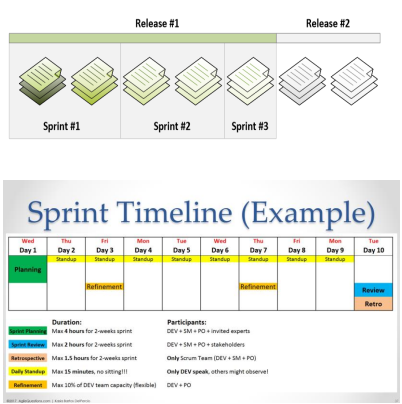 Release #1 Release #2
Sprint #1 Sprint #2 Sprint #3
Sprint Timeline (Example)
Wed Thu Fri Mon Tue Wed Thu Fri Mon Tue
Day 1 Day 2 Day 3 Day 4 Day 5 Day 6 Day 7 Day 8 Day 9 Day 10
Standup Standup Standup Standup Standup Standup Standup Standup
Planning
Refinement Refinement
Review
Retro
Duration: Participants:
Sprint Planning Max 4 hours for 2-weeks sprint DEV + SM + PO + invited experts
Sprint Review Max 2 hours for 2-weeks sprint DEV + SM + PO + stakeholders
Retrospective Max 1.5 hours for 2-weeks sprint Only Scrum Team (DEV + SM + PO)
Daily Standup Max 15 minutes, no sitting!!! Only DEV speak, others might observe!
Refinement Max 10% of DEV team capacity (flexible) DEV + PO